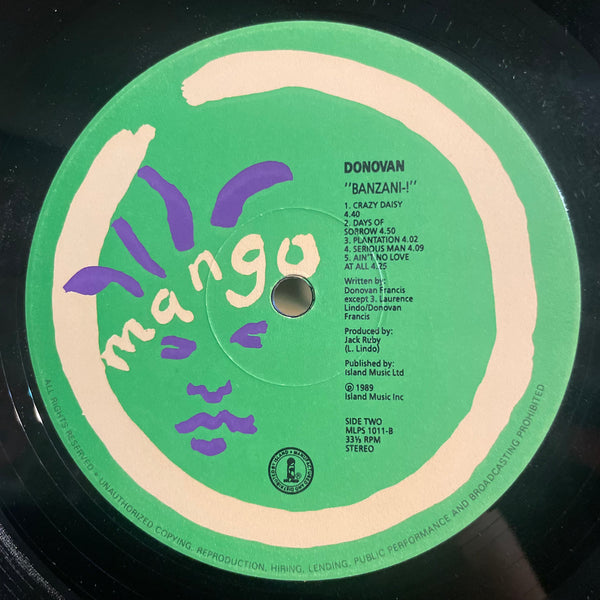 mango
DONOVAN
"BANZANI-!"
1. CRAZY DAISY
4.40
2. DAYS OF
SORROW 4.50
3. PLANTATION 4.02
4. SERIOUS MAN 4.09
5. AIN'T NO LOVE
AT ALL 4.25
Written by:
Donovan Francis
except 3. Laurence
Lindo/Donovan
Francis
Produced by:
Jack Ruby
(L. Lindo)
Published by:
Island Music Ltd
℗ 1989
Island Music Inc
SIDE TWO
MLPS 1011-B
33⅓ RPM
STEREO
ALL RIGHTS RESERVED • UNAUTHORIZED COPYING, REPRODUCTION, HIRING, LENDING, PUBLIC PERFORMANCE AND BROADCASTING PROHIBITED